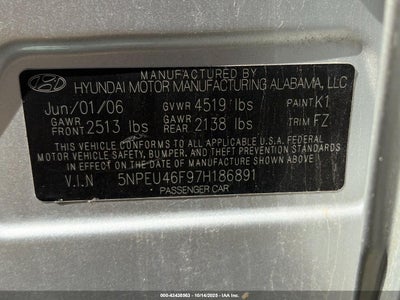 MANUFACTURED BY
HYUNDAI MOTOR MANUFACTURING ALABAMA, LLC
Jun/01/06 GVWR 4519 lbs PAINT K1
GAWR FRONT 2513 lbs GAWR REAR 2138 lbs TRIM FZ
THIS VEHICLE CONFORMS TO ALL APPLICABLE U.S.A. FEDERAL
MOTOR VEHICLE SAFETY, BUMPER, AND THEFT PREVENTION
STANDARDS IN EFFECT ON THE DATE OF MANUFACTURE SHOWN ABOVE.
V.I.N 5NPEU46F97H186891
PASSENGER CAR
000-43438563 - 10/14/2025 - IAA Inc.